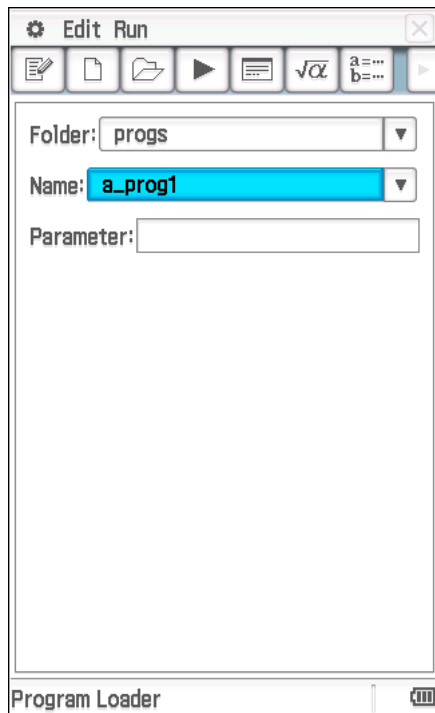 Edit Run
√α a=… b=…
Folder: progs
Name: a_prog1
Parameter:
Program Loader